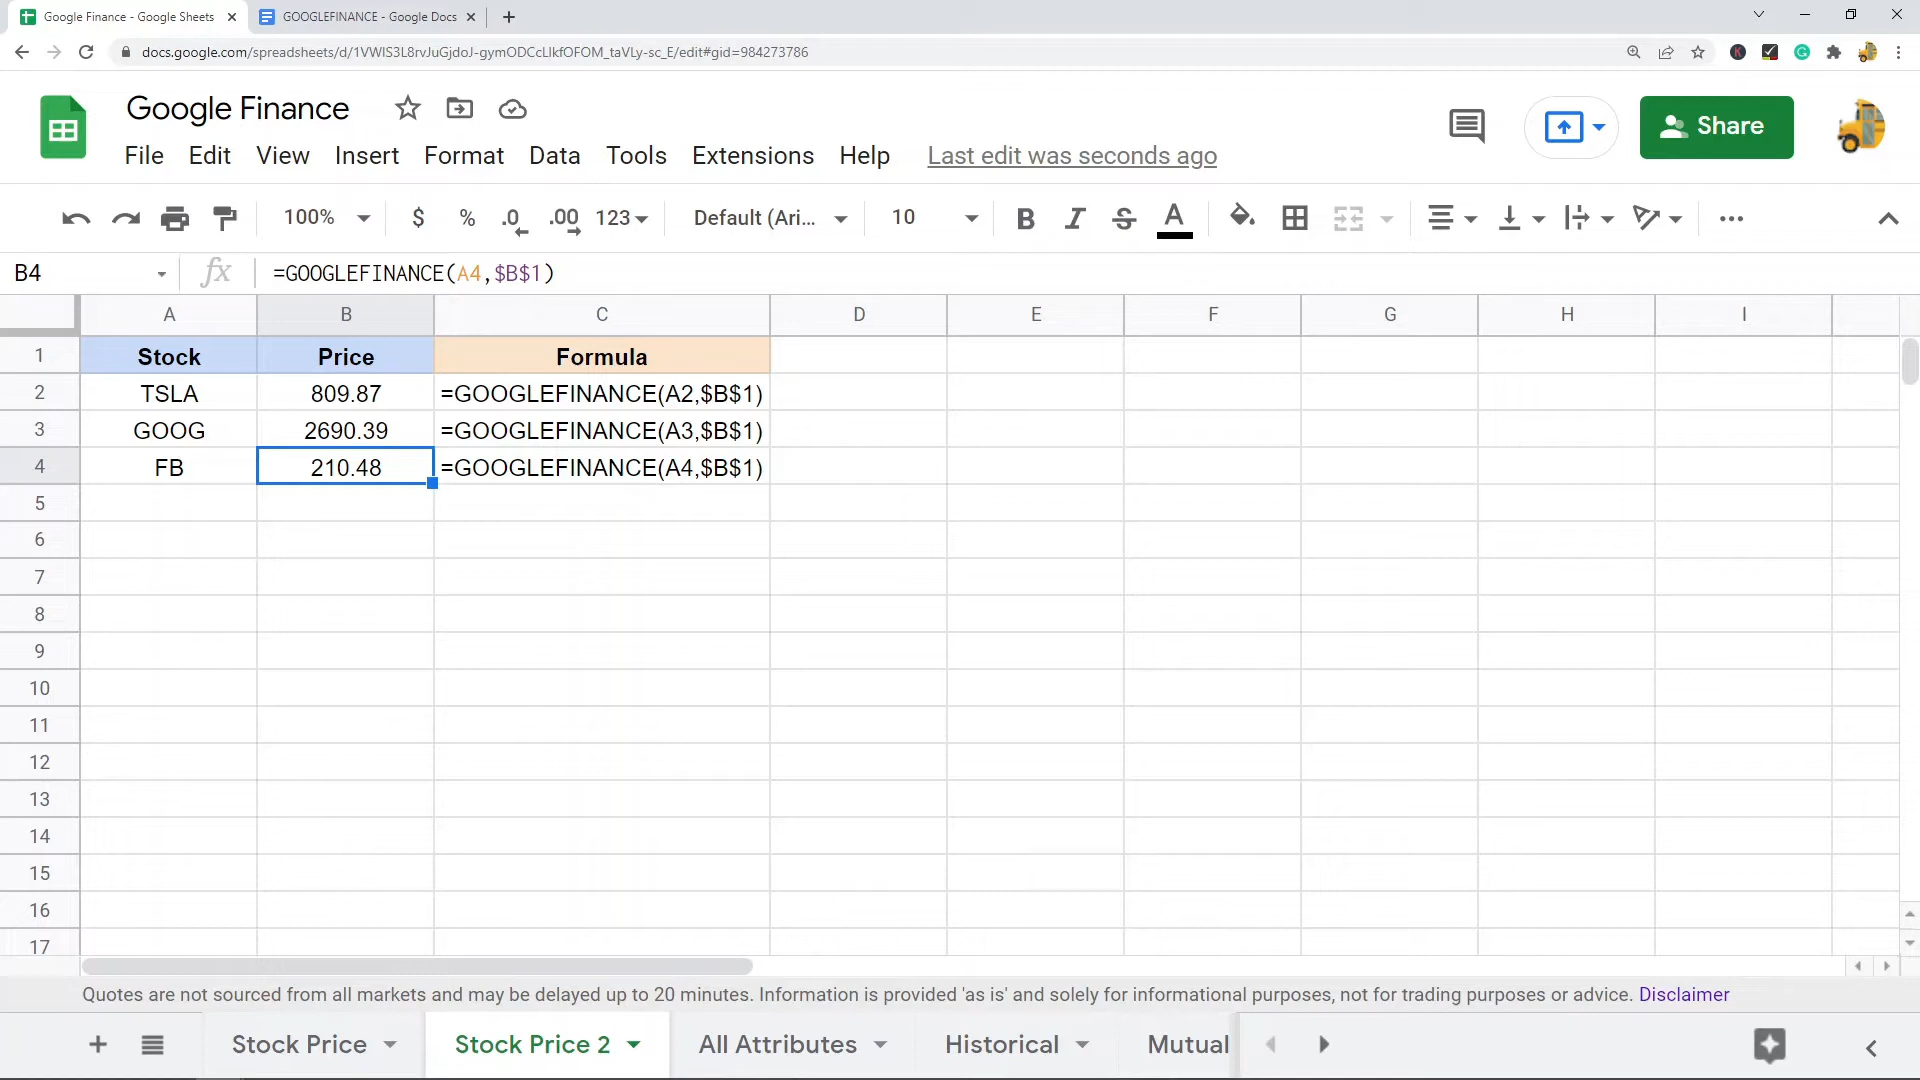 Google Finance - Google Sheets
GOOGLEFINANCE - Google Docs
docs.google.com/spreadsheets/d/1VWIS3L8rvJuGjdoJ-gymODCcLIkfOFOM_taVLy-sc_E/edit#gid=984273786
Google Finance
Share
File Edit View Insert Format Data Tools Extensions Help Last edit was seconds ago
100% $ % .0 .00 123 Default (Ari... 10 B I S A
B4 fx =GOOGLEFINANCE(A4,$B$1)
A B C D E F G H I
1 Stock Price Formula
2 TSLA 809.87 =GOOGLEFINANCE(A2,$B$1)
3 GOOG 2690.39 =GOOGLEFINANCE(A3,$B$1)
4 FB 210.48 =GOOGLEFINANCE(A4,$B$1)
5
6
7
8
9
10
11
12
13
14
15
16
17
Quotes are not sourced from all markets and may be delayed up to 20 minutes. Information is provided 'as is' and solely for informational purposes, not for trading purposes or advice. Disclaimer
Stock Price Stock Price 2 All Attributes Historical Mutual